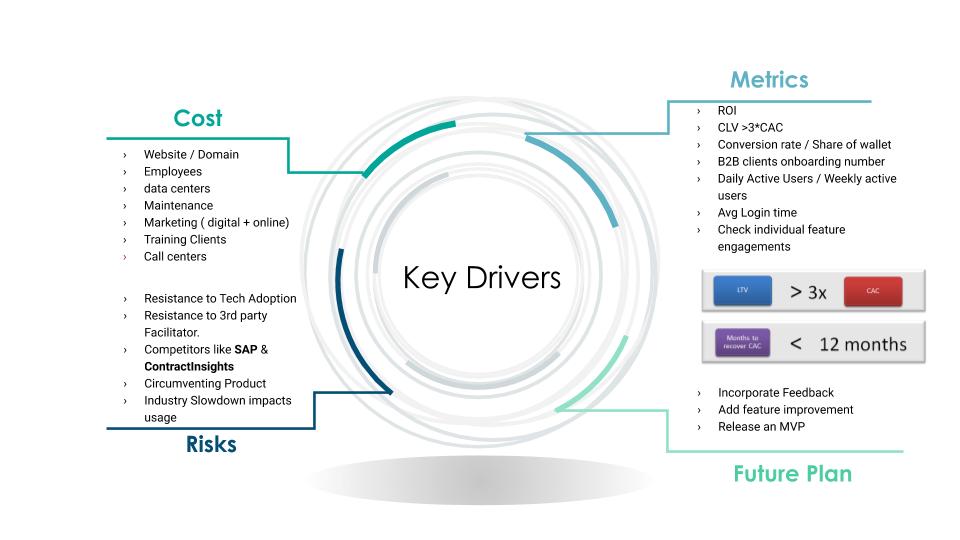 Cost
› Website / Domain
› Employees
› data centers
› Maintenance
› Marketing ( digital + online)
› Training Clients
› Call centers
› Resistance to Tech Adoption
› Resistance to 3rd party
Facilitator.
› Competitors like SAP &
ContractInsights
› Circumventing Product
› Industry Slowdown impacts
usage
Risks
Key Drivers
Metrics
› ROI
› CLV >3*CAC
› Conversion rate / Share of wallet
› B2B clients onboarding number
› Daily Active Users / Weekly active
users
› Avg Login time
› Check individual feature
engagements
LTV > 3x CAC
Months to
recover CAC < 12 months
› Incorporate Feedback
› Add feature improvement
› Release an MVP
Future Plan